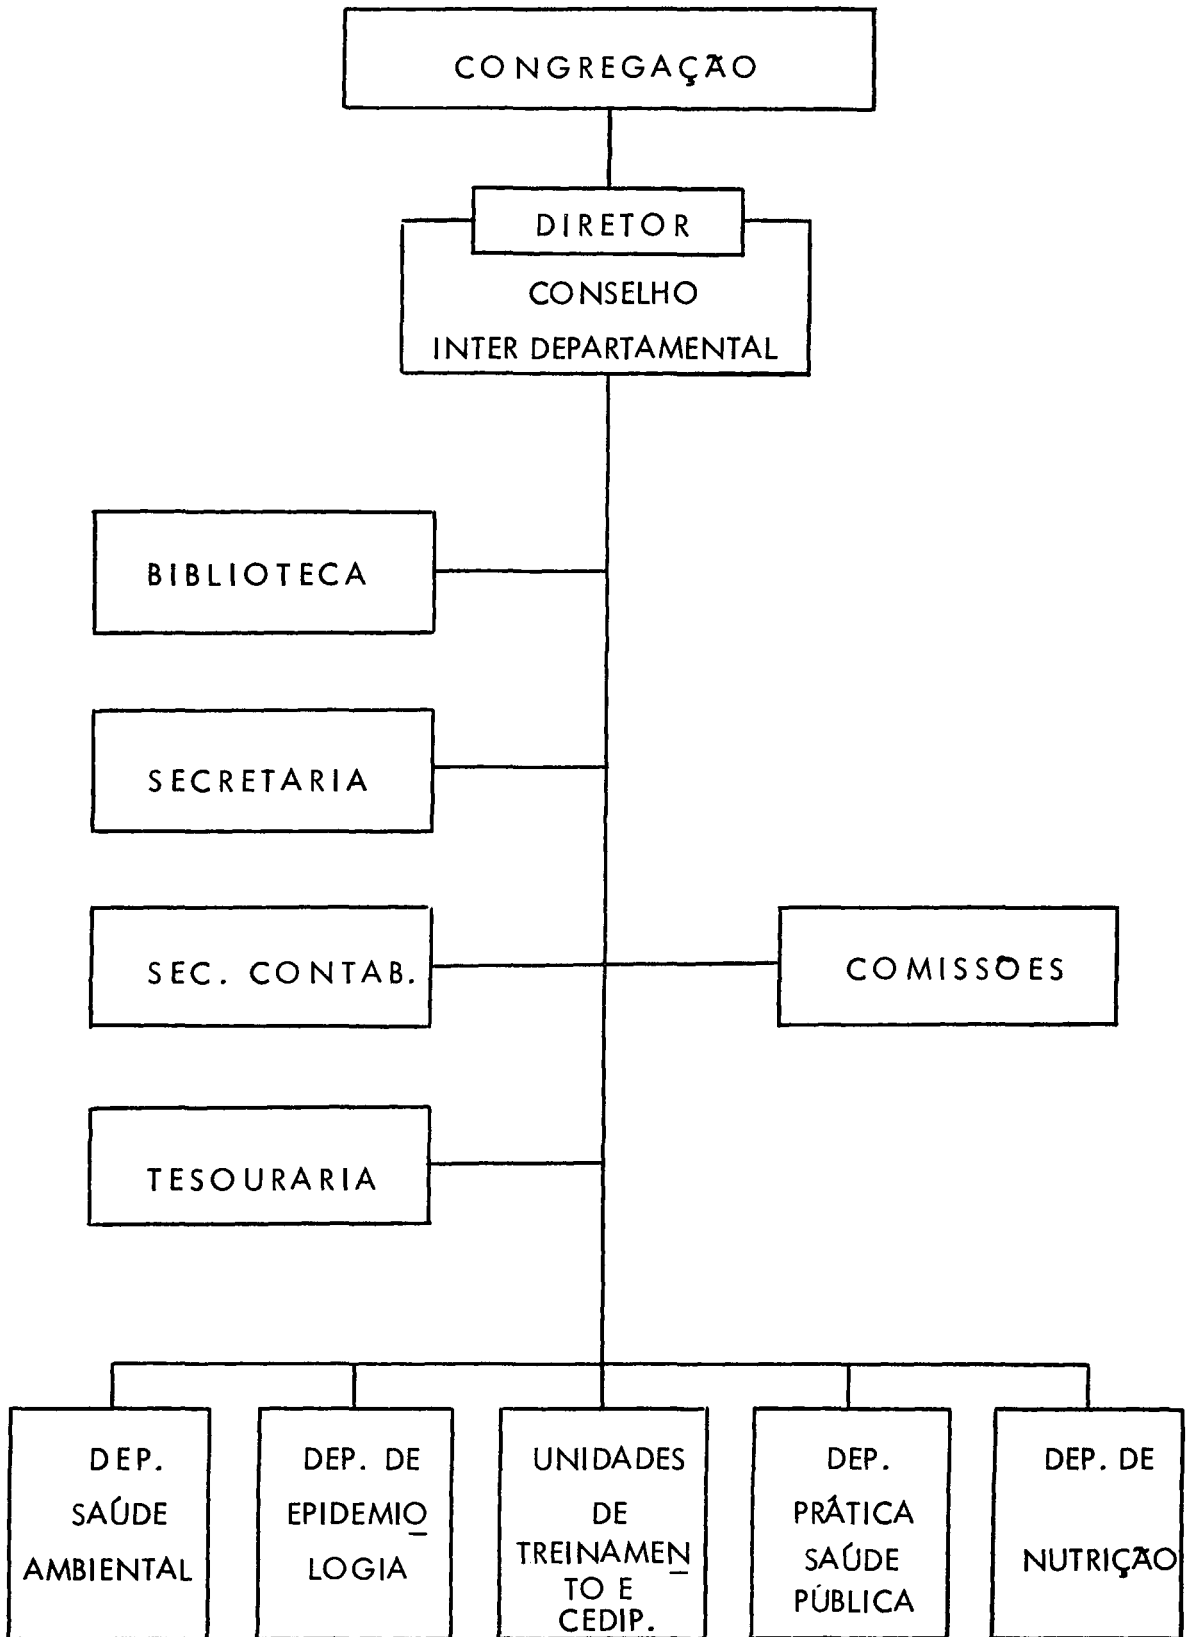 CONGREGAÇÃO
DIRETOR
CONSELHO
INTER DEPARTAMENTAL
BIBLIOTECA
SECRETARIA
SEC. CONTAB.
COMISSÕES
TESOURARIA
DEP.
SAÚDE
AMBIENTAL
DEP. DE
EPIDEMIO
LOGIA
UNIDADES
DE
TREINAMEN
TO E
CEDIP.
DEP.
PRÁTICA
SAÚDE
PÚBLICA
DEP. DE
NUTRIÇÃO